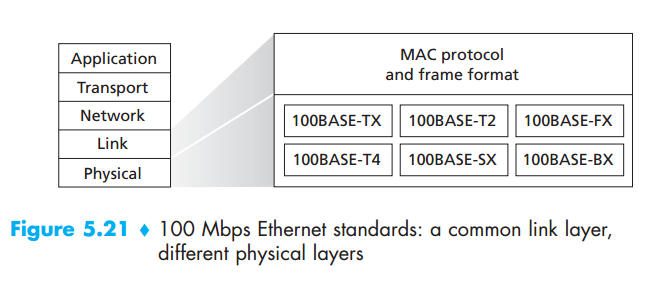 Application
Transport
Network
Link
Physical
MAC protocol
and frame format
100BASE-TX
100BASE-T2
100BASE-FX
100BASE-T4
100BASE-SX
100BASE-BX
Figure 5.21 ♦ 100 Mbps Ethernet standards: a common link layer,
different physical layers